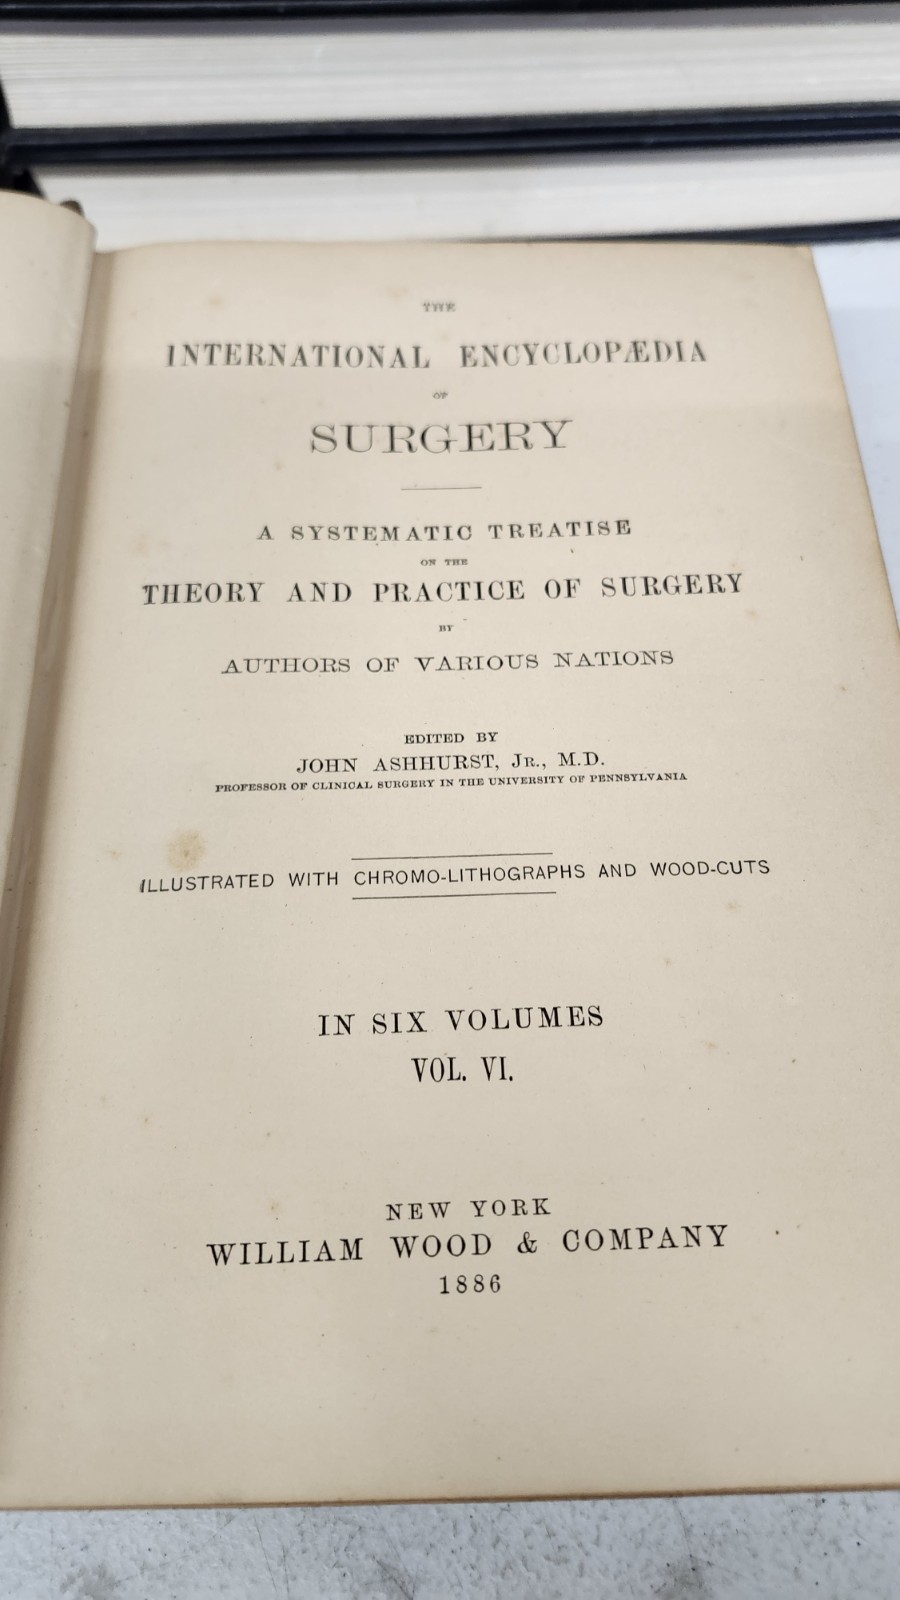 THE
INTERNATIONAL ENCYCLOPÆDIA
OF
SURGERY
A SYSTEMATIC TREATISE
ON THE
THEORY AND PRACTICE OF SURGERY
BY
AUTHORS OF VARIOUS NATIONS
EDITED BY
JOHN ASHHURST, JR., M.D.
PROFESSOR OF CLINICAL SURGERY IN THE UNIVERSITY OF PENNSYLVANIA
ILLUSTRATED WITH CHROMO-LITHOGRAPHS AND WOOD-CUTS
IN SIX VOLUMES
VOL. VI.
NEW YORK
WILLIAM WOOD & COMPANY
1886